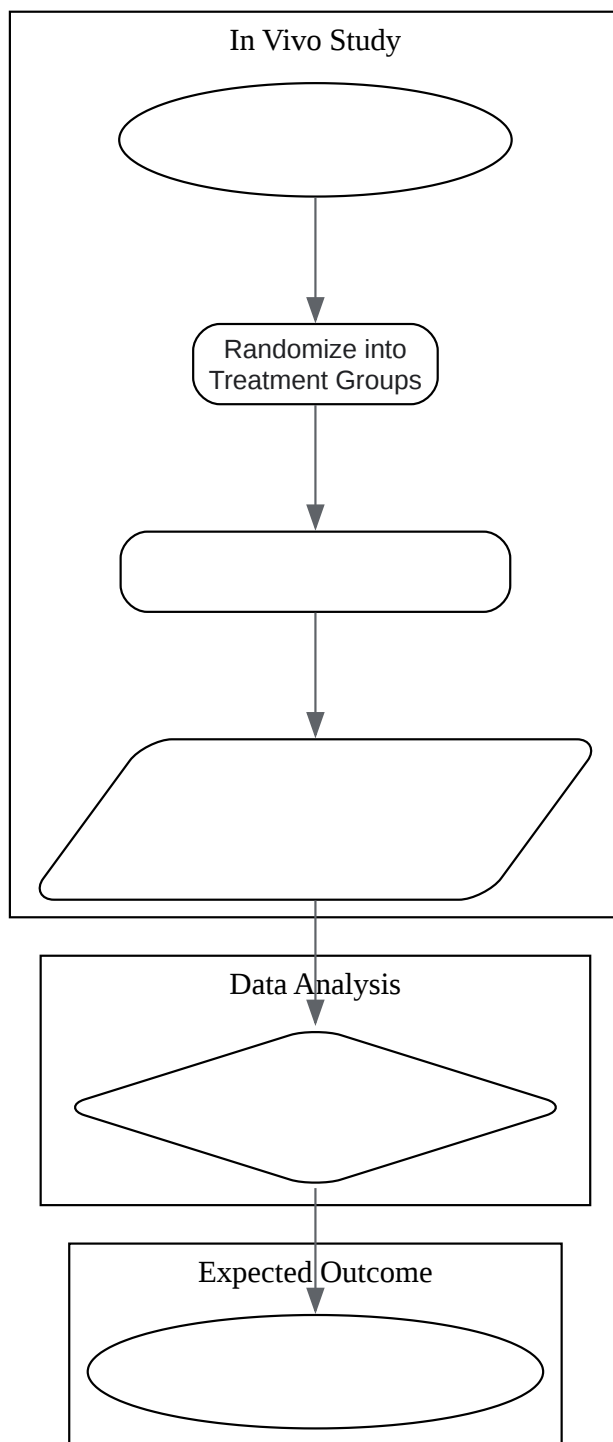 In Vivo Study
Randomize into
Treatment Groups
Data Analysis
Expected Outcome